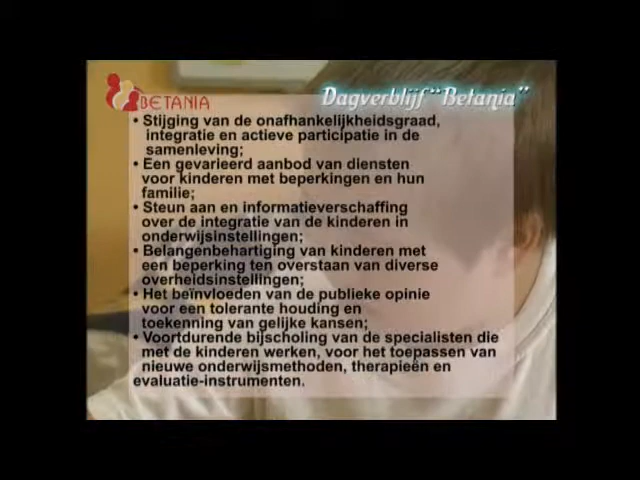 BETANIA
Dagverblijf "Betania"
• Stijging van de onafhankelijkheidsgraad,
integratie en actieve participatie in de
samenleving;
• Een gevarieerd aanbod van diensten
voor kinderen met beperkingen en hun
familie;
• Steun aan en informatieverschaffing
over de integratie van de kinderen in
onderwijsinstellingen;
• Belangenbehartiging van kinderen met
een beperking ten overstaan van diverse
overheidsinstellingen;
• Het beïnvloeden van de publieke opinie
voor een tolerante houding en
toekenning van gelijke kansen;
• Voortdurende bijscholing van de specialisten die
met de kinderen werken, voor het toepassen van
nieuwe onderwijsmethoden, therapieën en
evaluatie-instrumenten.